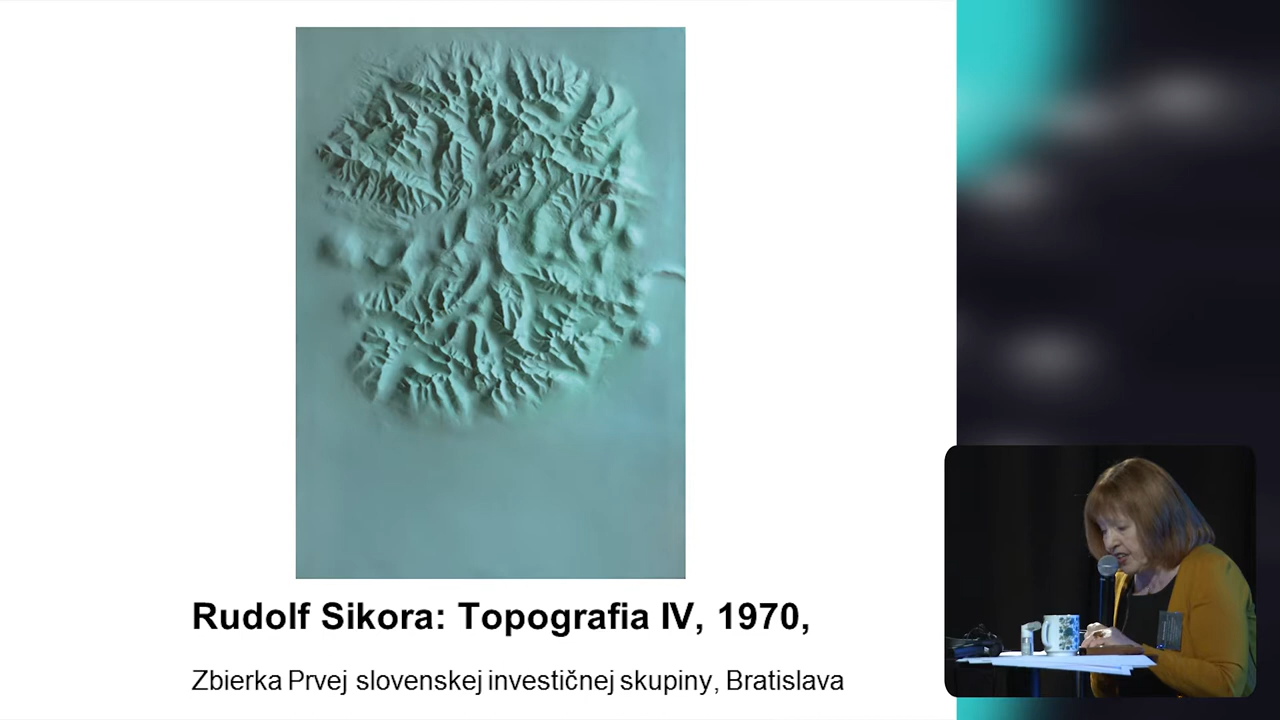 Rudolf Sikora: Topografia IV, 1970,
Zbierka Prvej slovenskej investičnej skupiny, Bratislava